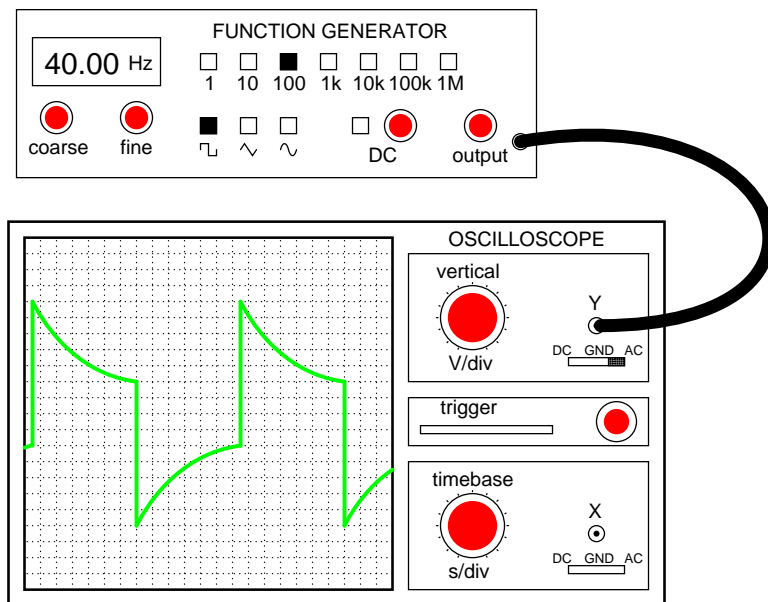 FUNCTION GENERATOR
40.00 Hz
1 10 100 1k 10k 100k 1M
coarse fine DC output
OSCILLOSCOPE
vertical
Y
DC GND AC
V/div
trigger
timebase
X
DC GND AC
s/div